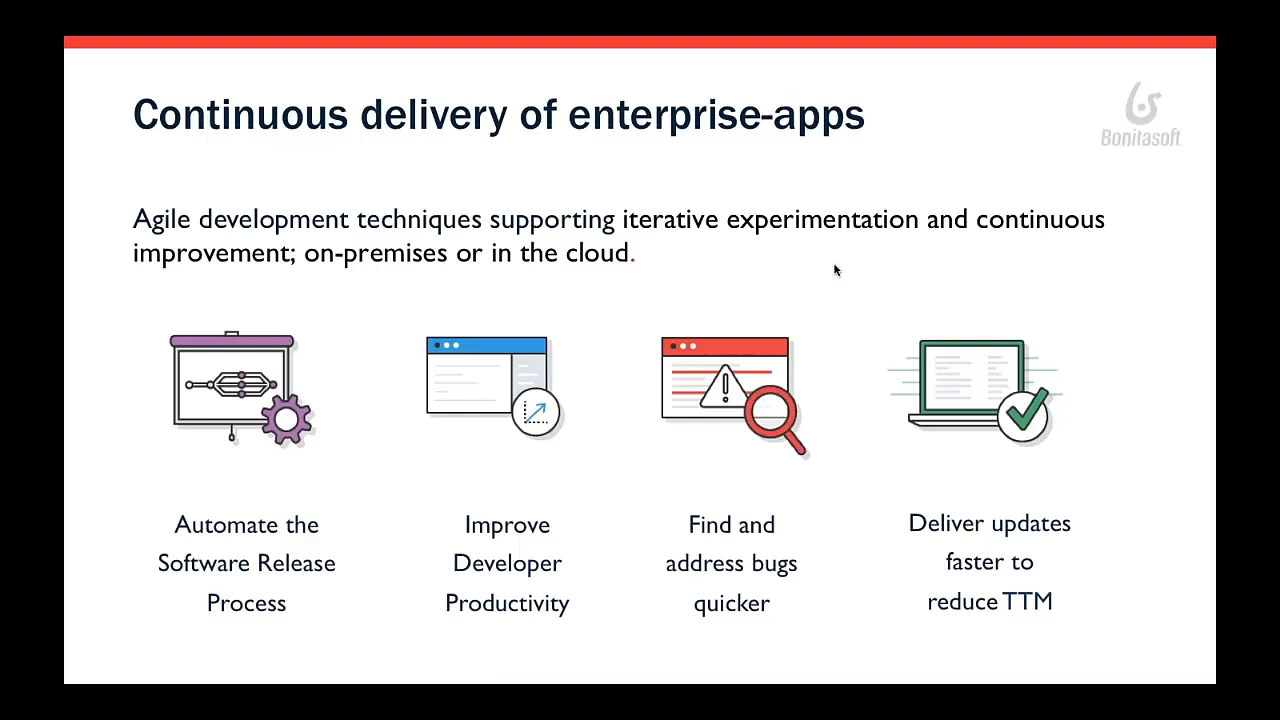 Continuous delivery of enterprise-apps
Bonitasoft
Agile development techniques supporting iterative experimentation and continuous
improvement; on-premises or in the cloud.
Automate the
Software Release
Process
Improve
Developer
Productivity
Find and
address bugs
quicker
Deliver updates
faster to
reduce TTM